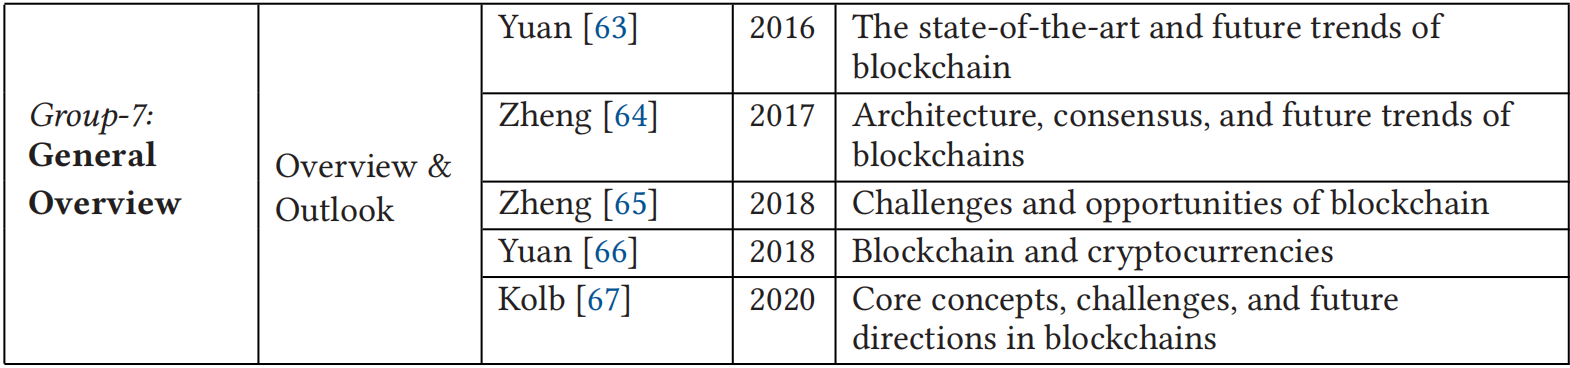 Group-7:
General
Overview
Overview &
Outlook
Yuan [63]
2016
The state-of-the-art and future trends of
blockchain
Zheng [64]
2017
Architecture, consensus, and future trends of
blockchains
Zheng [65]
2018
Challenges and opportunities of blockchain
Yuan [66]
2018
Blockchain and cryptocurrencies
Kolb [67]
2020
Core concepts, challenges, and future
directions in blockchains